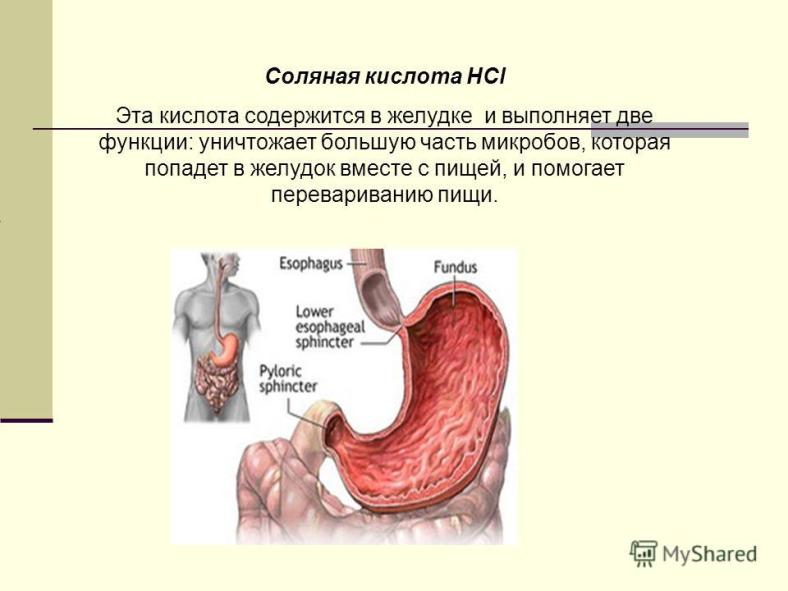 Соляная кислота HCl
Эта кислота содержится в желудке и выполняет две
функции: уничтожает большую часть микробов, которая
попадет в желудок вместе с пищей, и помогает
перевариванию пищи.
Esophagus
Fundus
Lower
esophageal
sphincter
Pyloric
sphincter
MyShared